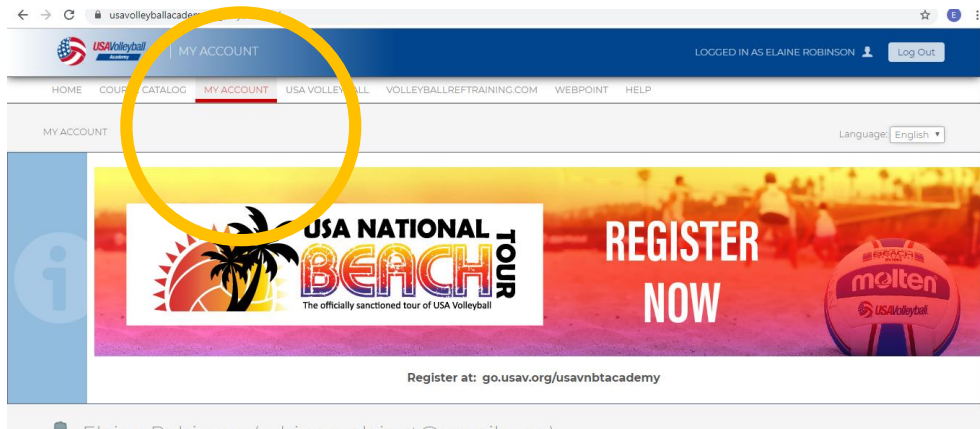 usavolleyballacadem
E
USAVolleyball
Academy
MY ACCOUNT
LOGGED IN AS ELAINE ROBINSON
Log Out
HOME
CATALOG
MY ACCOUNT
USA
VOLLEYBALLREFTRAINING.COM
WEBPOINT
HELP
MY ACCOUNT
Language: English
USA NATIONAL
BEACH
TOUR
The officially sanctioned tour of USA Volleyball
REGISTER
NOW
BEACH
molten
USAVolleyball
Register at: go.usav.org/usavnbtacademy